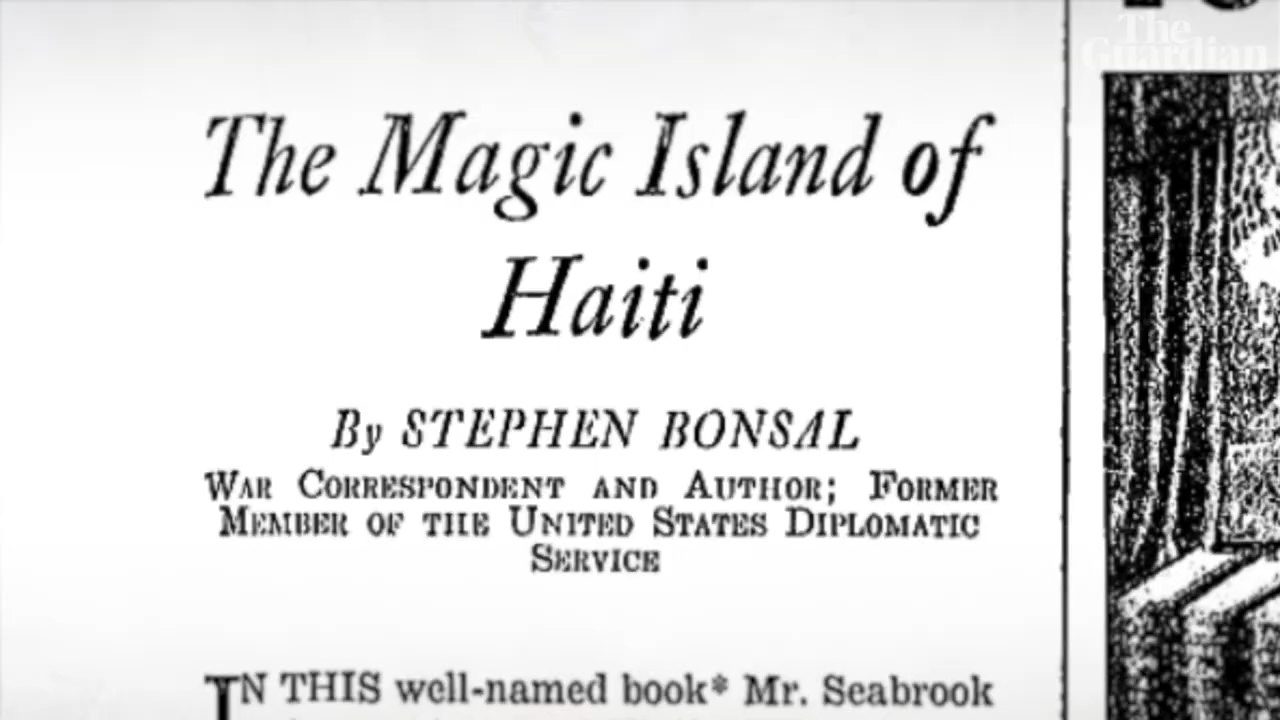 The Guardian
The Magic Island of
Haiti
By STEPHEN BONSAL
WAR CORRESPONDENT AND AUTHOR; FORMER
MEMBER OF THE UNITED STATES DIPLOMATIC
SERVICE
IN THIS well-named book* Mr. Seabrook